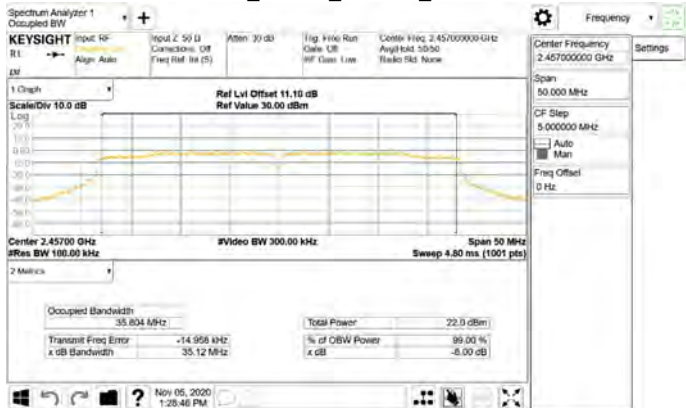 Spectrum Analyzer 1
Occupied BW
+
Frequency
KEYSIGHT
Input: RF
Align: Auto
Input Z: 50 Ω
Corrections: Off
Freq Ref: Int (S)
Atten: 30 dB
Trig: Free Run
Gate: Off
#IF Gain: Low
Center Freq: 2.457000000 GHz
Avg|Hold: 50/50
Radio Std: None
Center Frequency
2.457000000 GHz
Settings
Span
50.000 MHz
CF Step
5.000000 MHz
Auto
Man
Freq Offset
0 Hz
1 Graph
Scale/Div 10.0 dB
Ref Lvl Offset 11.10 dB
Ref Value 30.00 dBm
Log
Center 2.45700 GHz
#Res BW 100.00 kHz
#Video BW 300.00 kHz
Span 50 MHz
Sweep 4.80 ms (1001 pts)
2 Metrics
Occupied Bandwidth
35.804 MHz
Total Power 22.0 dBm
Transmit Freq Error -14.956 kHz
% of OBW Power 99.00 %
x dB Bandwidth 35.12 MHz
x dB -6.00 dB
?
Nov 05, 2020
1:28:46 PM